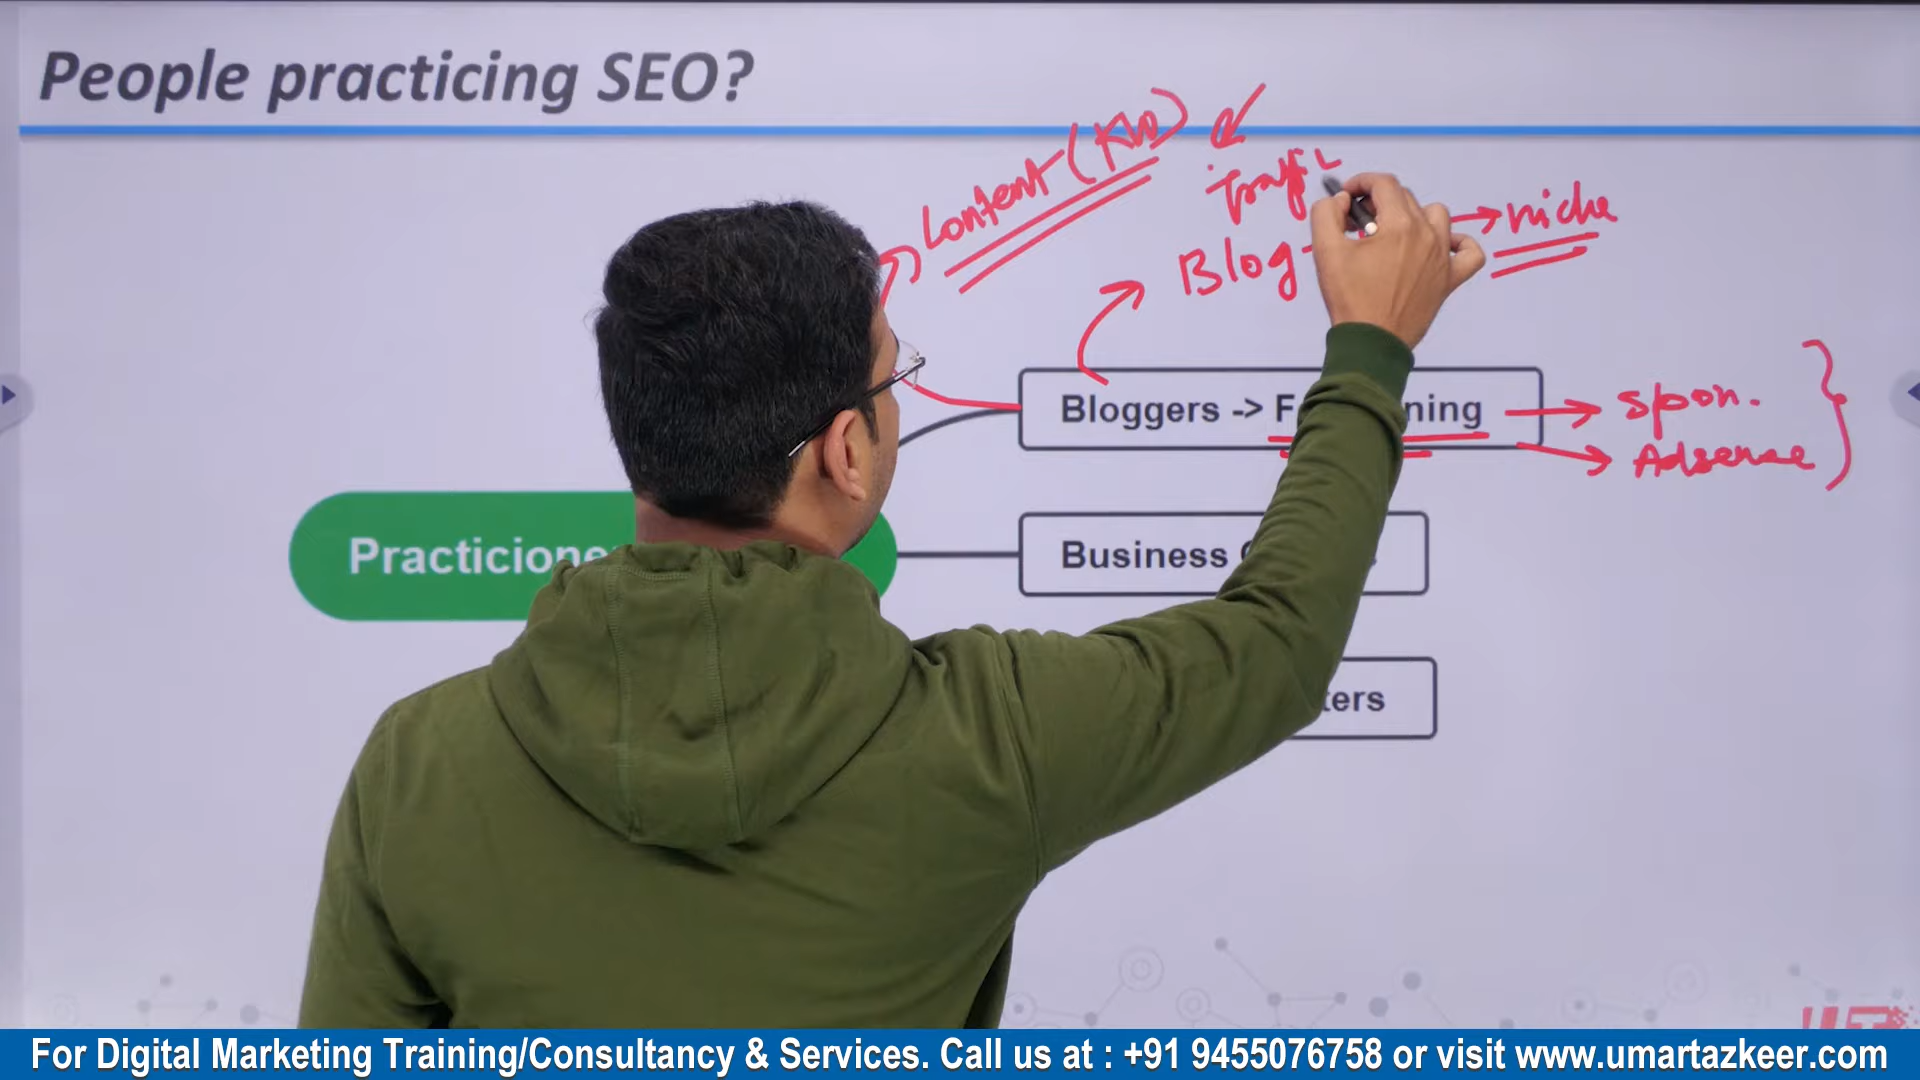 People practicing SEO?
Content (KW)
Traffic
niche
Blog
Bloggers -> F ning
spon.
Adsense
Practicione
Business
ters
For Digital Marketing Training/Consultancy & Services. Call us at : +91 9455076758 or visit www.umartazkeer.com